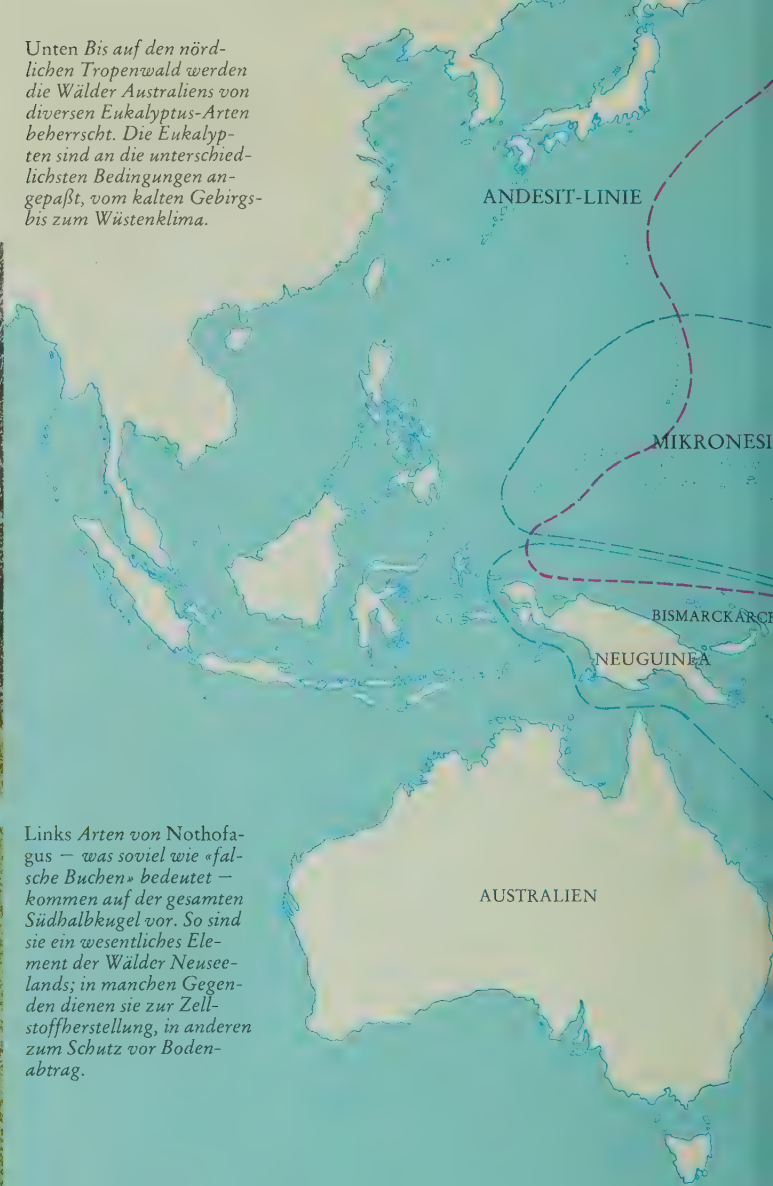 Unten Bis auf den nörd-
lichen Tropenwald werden
die Wälder Australiens von
diversen Eukalyptus-Arten
beherrscht. Die Eukalyp-
ten sind an die unterschied-
lichsten Bedingungen an-
gepaßt, vom kalten Gebirgs-
bis zum Wüstenklima.
ANDESIT-LINIE
MIKRONESI
BISMARCKARCH
NEUGUINEA
Links Arten von Nothofa-
gus — was soviel wie «fal-
sche Buchen» bedeutet —
kommen auf der gesamten
Südhalbkugel vor. So sind
sie ein wesentliches Ele-
ment der Wälder Neusee-
lands; in manchen Gegen-
den dienen sie zur Zell-
stoffherstellung, in anderen
zum Schutz vor Boden-
abtrag.
AUSTRALIEN